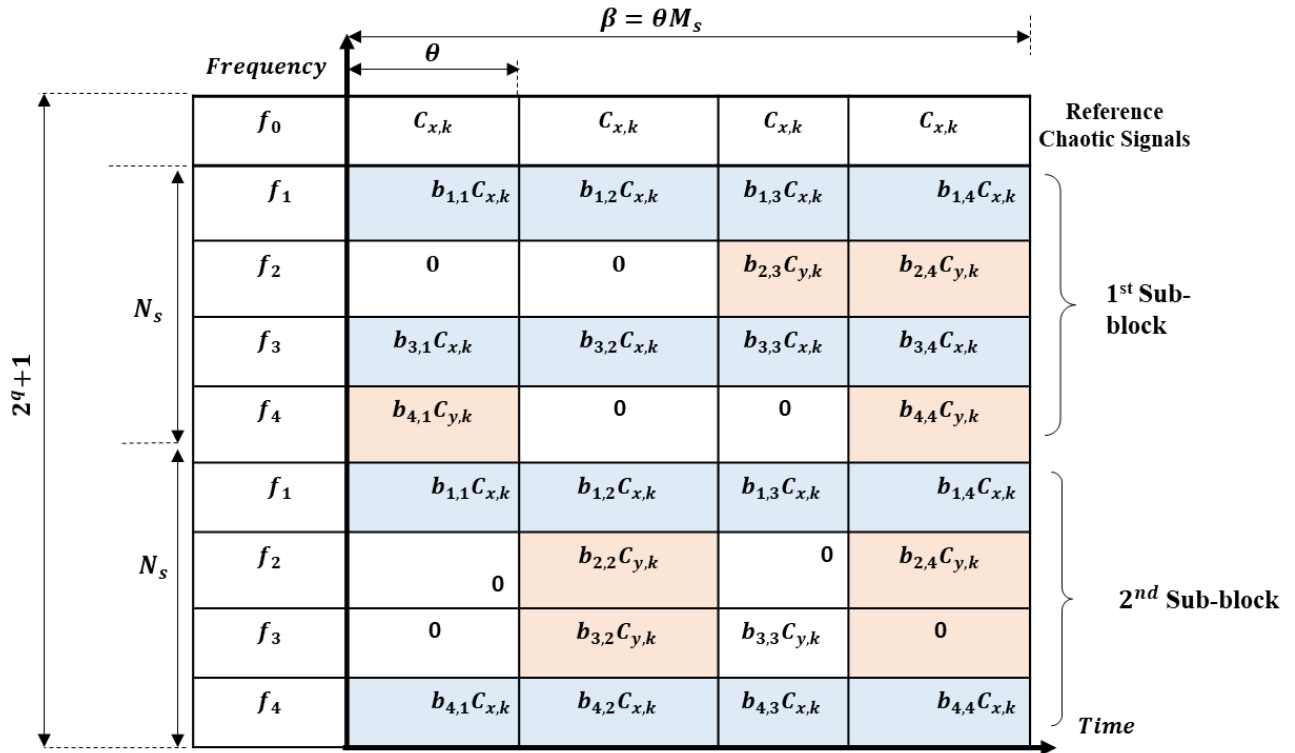 β = θM_s
Frequency
θ
f_0 C_{x,k} C_{x,k} C_{x,k} C_{x,k}
Reference
Chaotic Signals
f_1 b_{1,1}C_{x,k} b_{1,2}C_{x,k} b_{1,3}C_{x,k} b_{1,4}C_{x,k}
f_2 0 0 b_{2,3}C_{y,k} b_{2,4}C_{y,k}
N_s
1st Sub-
block
f_3 b_{3,1}C_{x,k} b_{3,2}C_{x,k} b_{3,3}C_{x,k} b_{3,4}C_{x,k}
2^q+1
f_4 b_{4,1}C_{y,k} 0 0 b_{4,4}C_{y,k}
f_1 b_{1,1}C_{x,k} b_{1,2}C_{x,k} b_{1,3}C_{x,k} b_{1,4}C_{x,k}
f_2 0 b_{2,2}C_{y,k} 0 b_{2,4}C_{y,k}
N_s
2nd Sub-block
f_3 0 b_{3,2}C_{y,k} b_{3,3}C_{y,k} 0
f_4 b_{4,1}C_{x,k} b_{4,2}C_{x,k} b_{4,3}C_{x,k} b_{4,4}C_{x,k}
Time